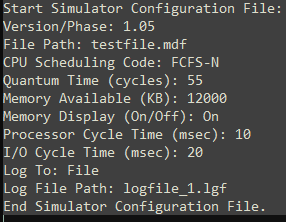 Start Simulator Configuration File:
Version/Phase: 1.05
File Path: testfile.mdf
CPU Scheduling Code: FCFS-N
Quantum Time (cycles): 55
Memory Available (KB): 12000
Memory Display (On/Off): On
Processor Cycle Time (msec): 10
I/O Cycle Time (msec): 20
Log To: File
Log File Path: logfile_1.lgf
End Simulator Configuration File.